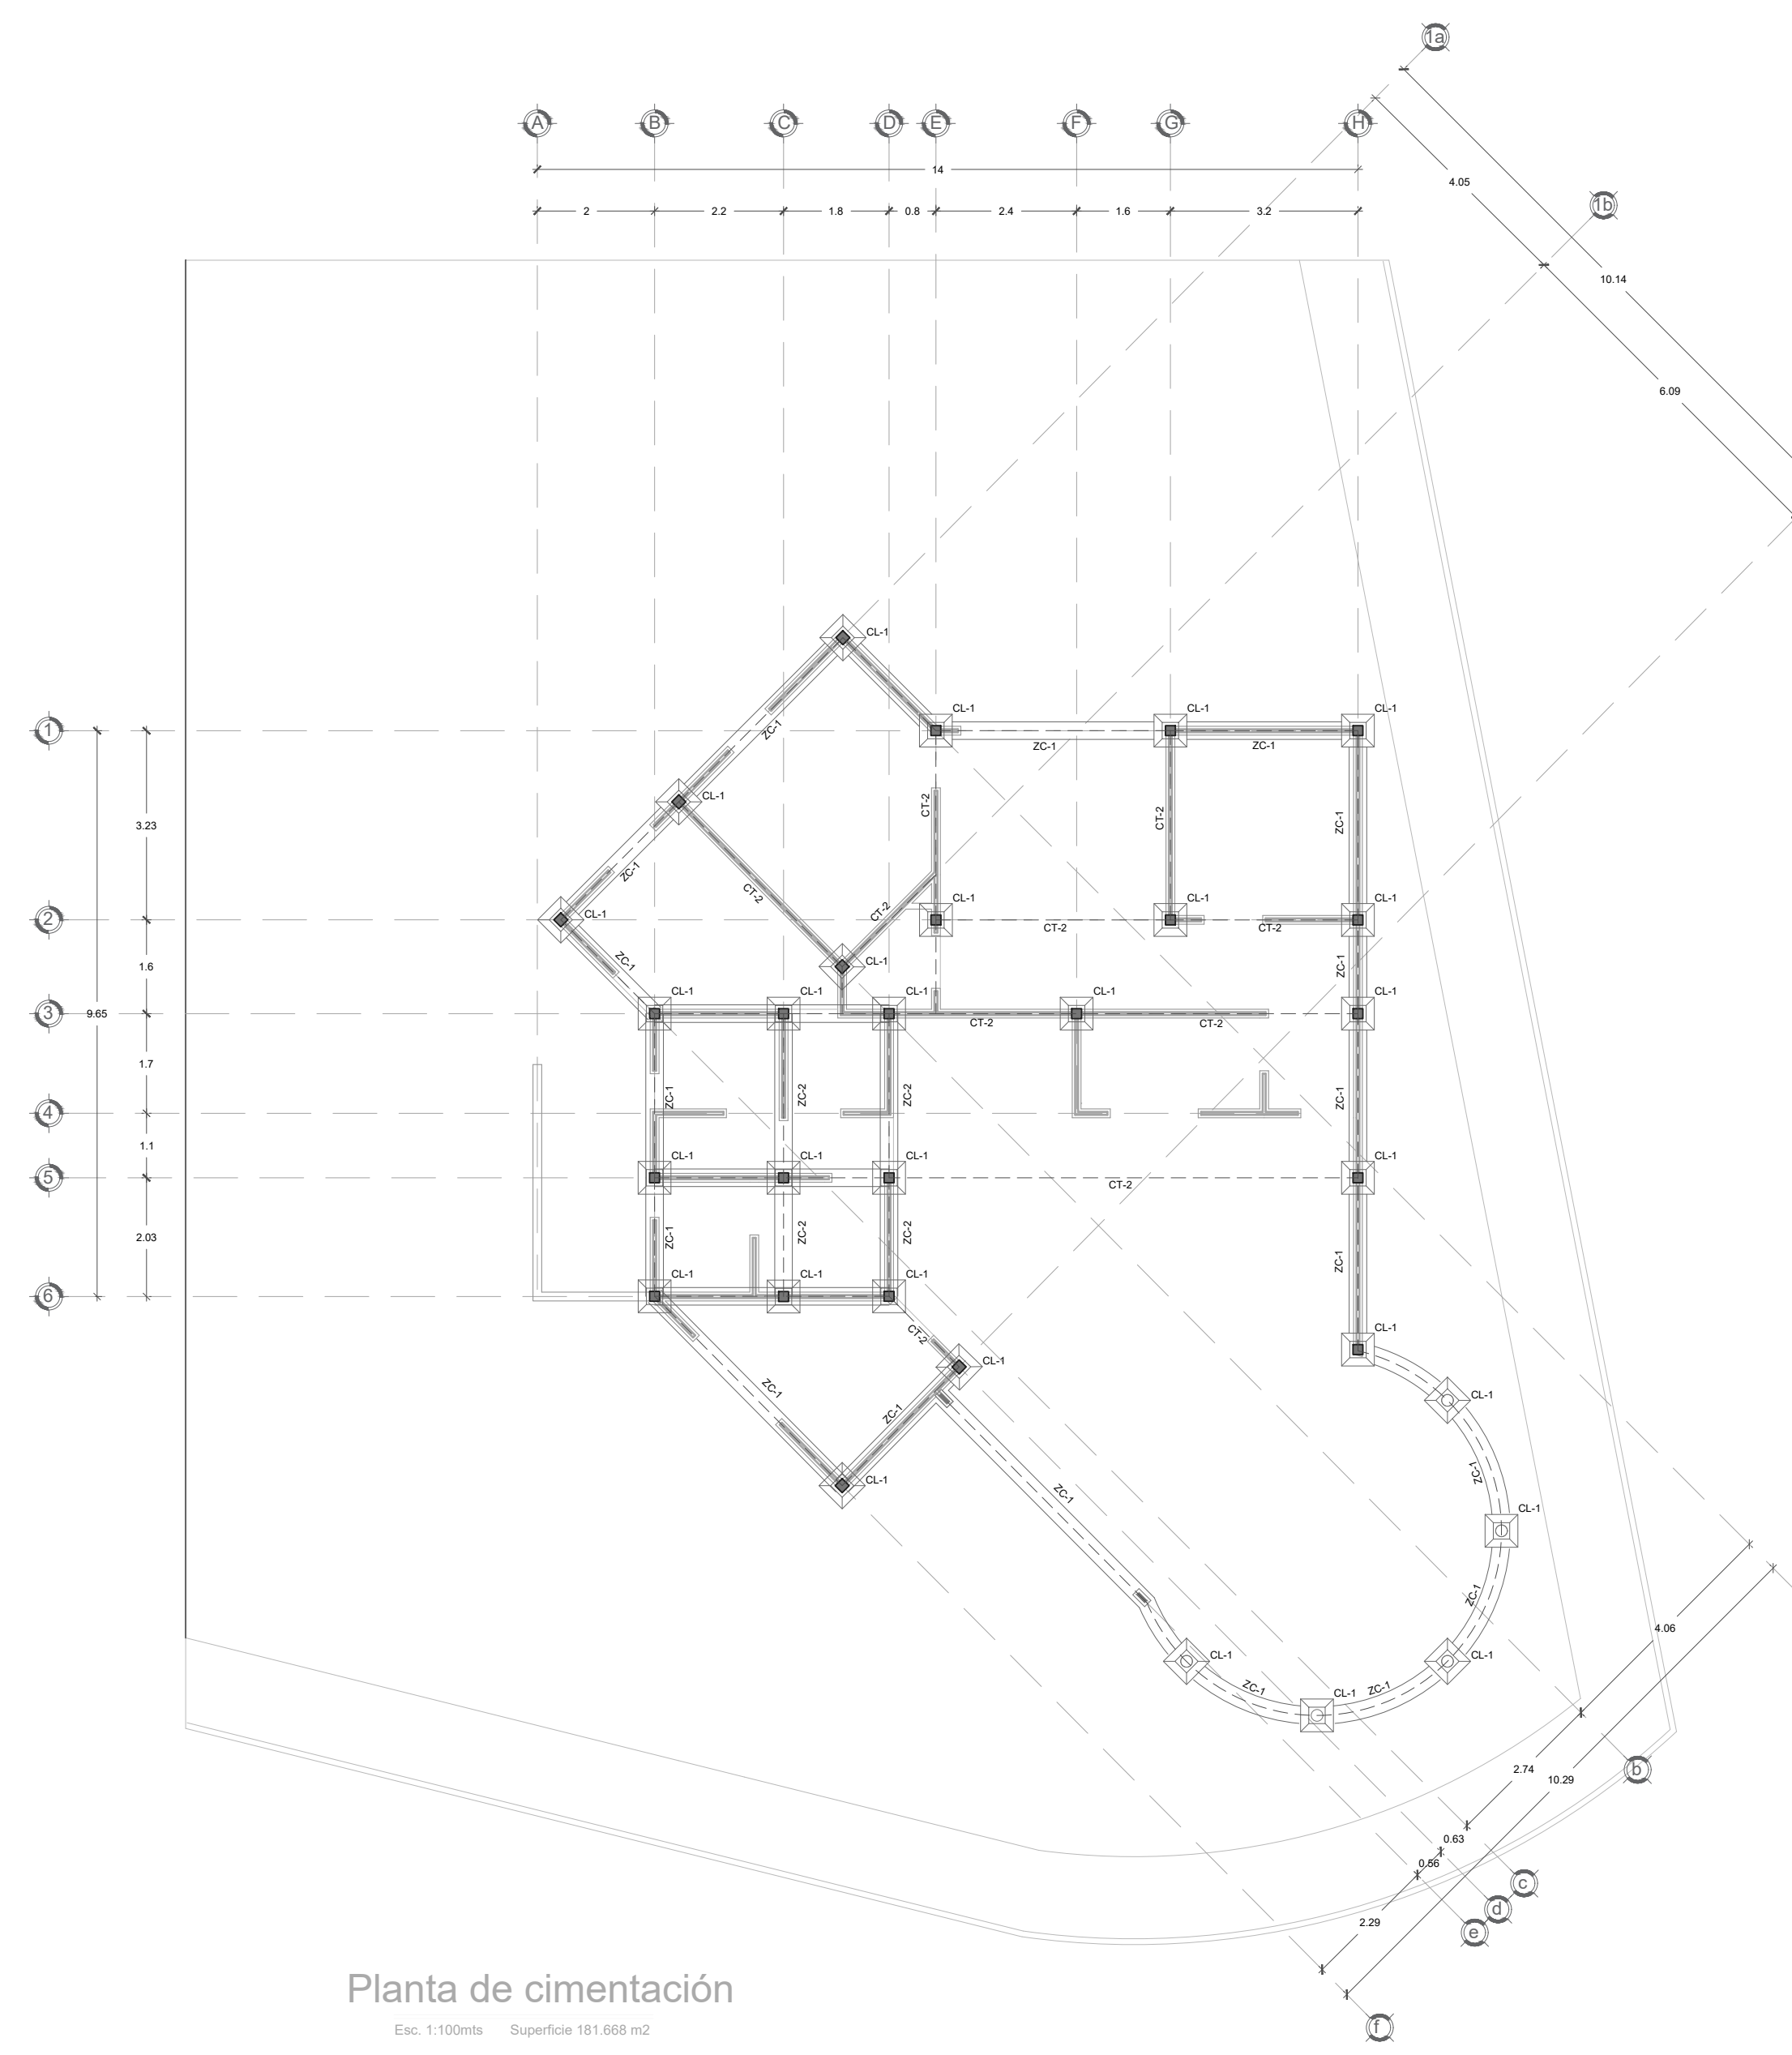 1a
1b
A B C D E F G H
14
2 2.2 1.8 0.8 2.4 1.6 3.2
4.05
10.14
6.09
CL-1
CL-1 CL-1 CL-1
1
ZC-1 ZC-1 ZC-1
CL-1
3.23
CT-2 CT-2 ZC-1
ZC-1 CT-2
CL-1 CT-2 CL-1 CL-1 CL-1
2
CT-2 CT-2
ZC-1 CL-1 ZC-1
1.6
CL-1 CL-1 CL-1 CL-1 CL-1
3
9.65
CT-2 CT-2
1.7
ZC-1 ZC-2 ZC-2 ZC-1
4
1.1
CL-1 CL-1 CL-1 CL-1
5
CT-2
2.03
ZC-1 ZC-2 ZC-2 ZC-1
CL-1 CL-1 CL-1
6
CT-2 CL-1
CL-1
ZC-1 CL-1
ZC-1
CL-1 ZC-1
ZC-1 CL-1
ZC-1
4.06
CL-1 CL-1
ZC-1 CL-1 ZC-1
2.74
b
10.29
0.63
0.56
c
d
e
2.29
f
Planta de cimentación
Esc. 1:100mts Superficie 181.668 m2